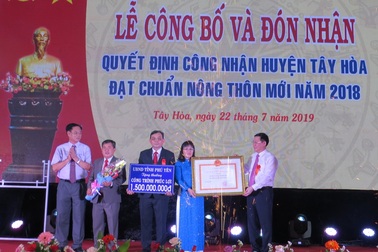 LỄ CÔNG BỐ VÀ ĐÓN NHẬN
QUYẾT ĐỊNH CÔNG NHẬN HUYỆN TÂY HÒA
ĐẠT CHUẨN NÔNG THÔN MỚI NĂM 2018
Tây Hòa, ngày 22 tháng 7 năm 2019
UBND TỈNH PHÚ YÊN
CÔNG TRÌNH PHÚC LỢI
1.500.000.000đ